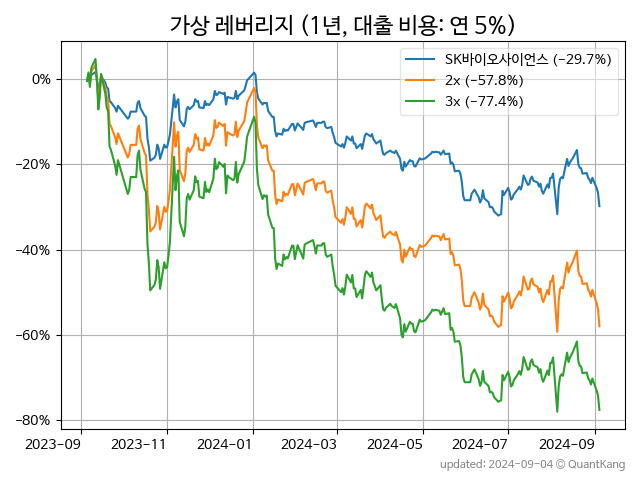 가상 레버리지 (1년, 대출 비용: 연 5%)
SK바이오사이언스 (−29.7%)
2x (−57.8%)
3x (−77.4%)
0%
−20%
−40%
−60%
−80%
2023-09 2023-11 2024-01 2024-03 2024-05 2024-07 2024-09
updated: 2024-09-04 © QuantKang